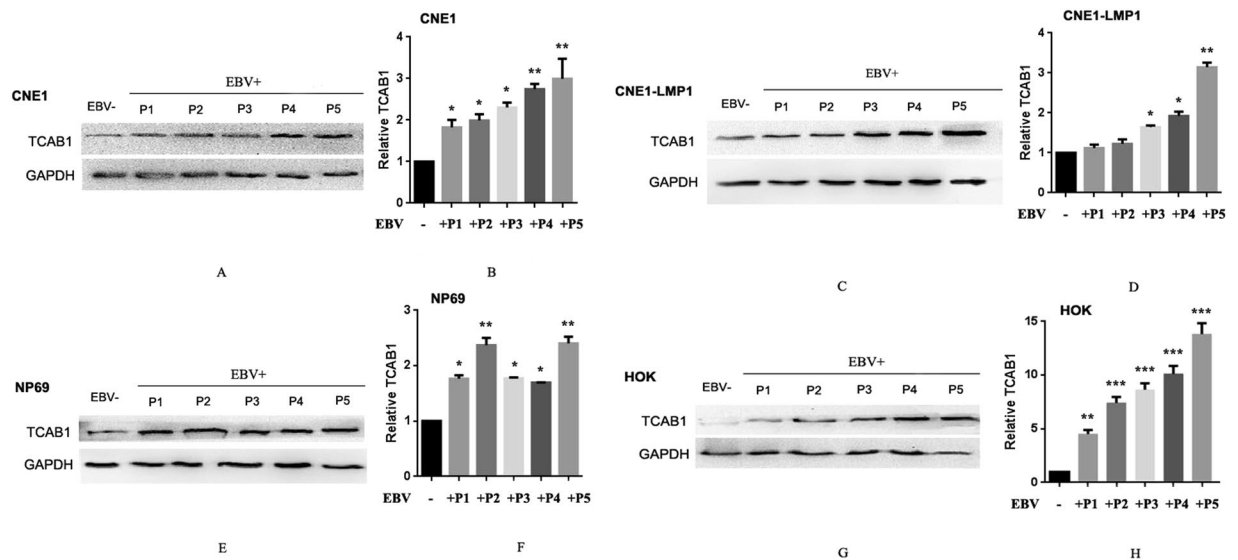 CNE1
EBV+
EBV-
P1
P2
P3
P4
P5
TCAB1
GAPDH
A
CNE1
Relative TCAB1
4
3
2
1
0
*
*
*
**
**
EBV - +P1 +P2 +P3 +P4 +P5
B
CNE1-LMP1
EBV+
EBV-
P1
P2
P3
P4
P5
TCAB1
GAPDH
C
CNE1-LMP1
Relative TCAB1
4
3
2
1
0
*
*
**
EBV - +P1 +P2 +P3 +P4 +P5
D
NP69
EBV+
EBV-
P1
P2
P3
P4
P5
TCAB1
GAPDH
E
NP69
Relative TCAB1
3
2
1
0
*
**
*
*
**
EBV - +P1 +P2 +P3 +P4 +P5
F
HOK
EBV+
EBV-
P1
P2
P3
P4
P5
TCAB1
GAPDH
G
HOK
Relative TCAB1
15
10
5
0
**
***
***
***
***
EBV - +P1 +P2 +P3 +P4 +P5
H